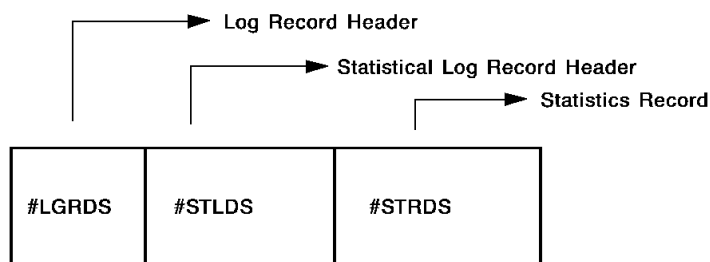 Log Record Header
Statistical Log Record Header
Statistics Record
#LGRDS #STLDS #STRDS